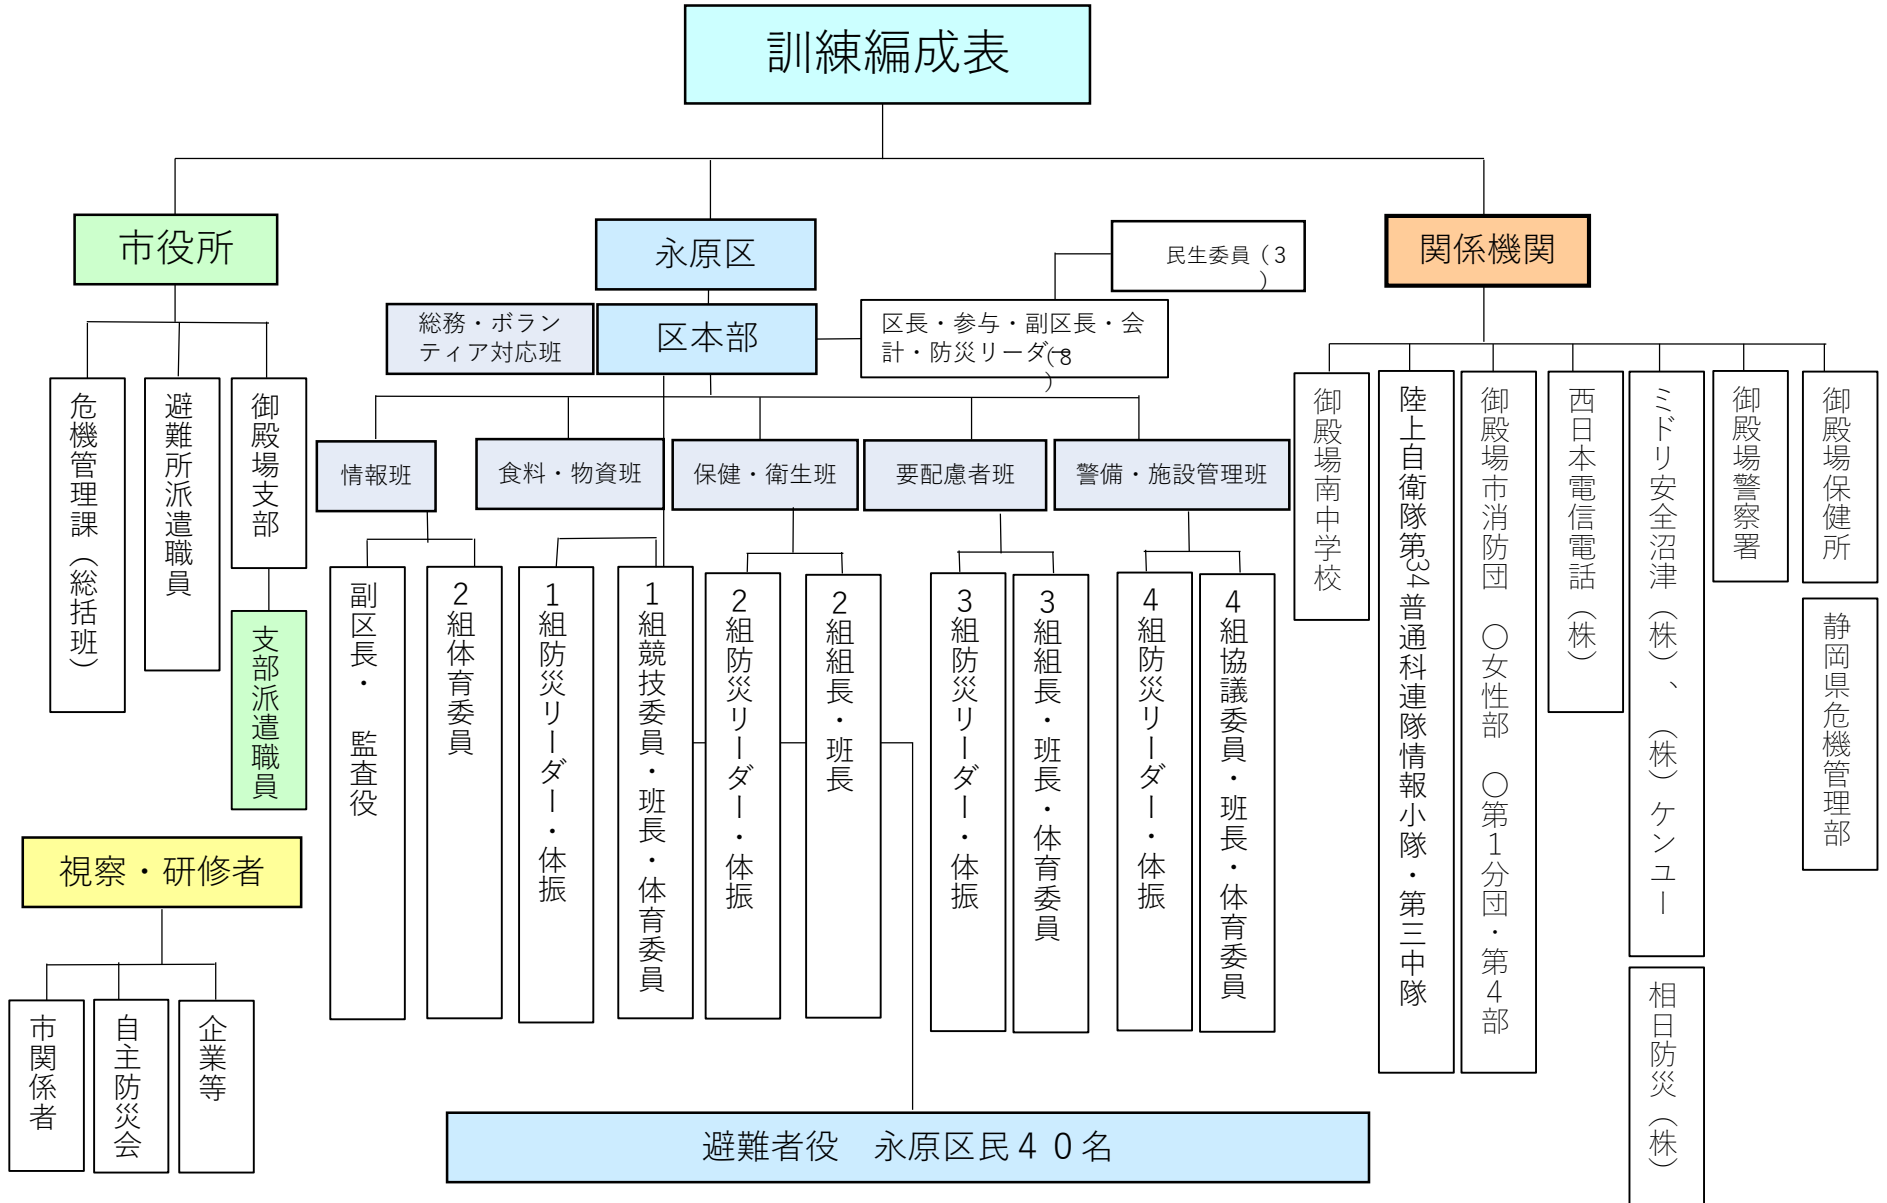 訓練編成表
市役所
永原区
関係機関
民生委員（３
）
総務・ボラン
ティア対応班
区本部
区長・参与・副区長・会
計・防災リーダー
(８
)
危機管理課（総括班）
避難所派遣職員
御殿場支部
支部派遣職員
情報班
食料・物資班
保健・衛生班
要配慮者班
警備・施設管理班
副区長・　監査役
２組体育委員
１組防災リーダー・体振
１組競技委員・班長・体育委員
２組防災リーダー・体振
２組組長・班長
３組防災リーダー・体振
３組組長・班長・体育委員
４組防災リーダー・体振
４組協議委員・班長・体育委員
御殿場南中学校
陸上自衛隊第34普通科連隊情報小隊・第三中隊
御殿場市消防団　〇女性部　〇第１分団・第４部
西日本電信電話（株）
ミドリ安全沼津（株）、　（株）ケンユー
相日防災（株）
御殿場警察署
御殿場保健所
静岡県危機管理部
視察・研修者
市関係者
自主防災会
企業等
避難者役　永原区民４０名